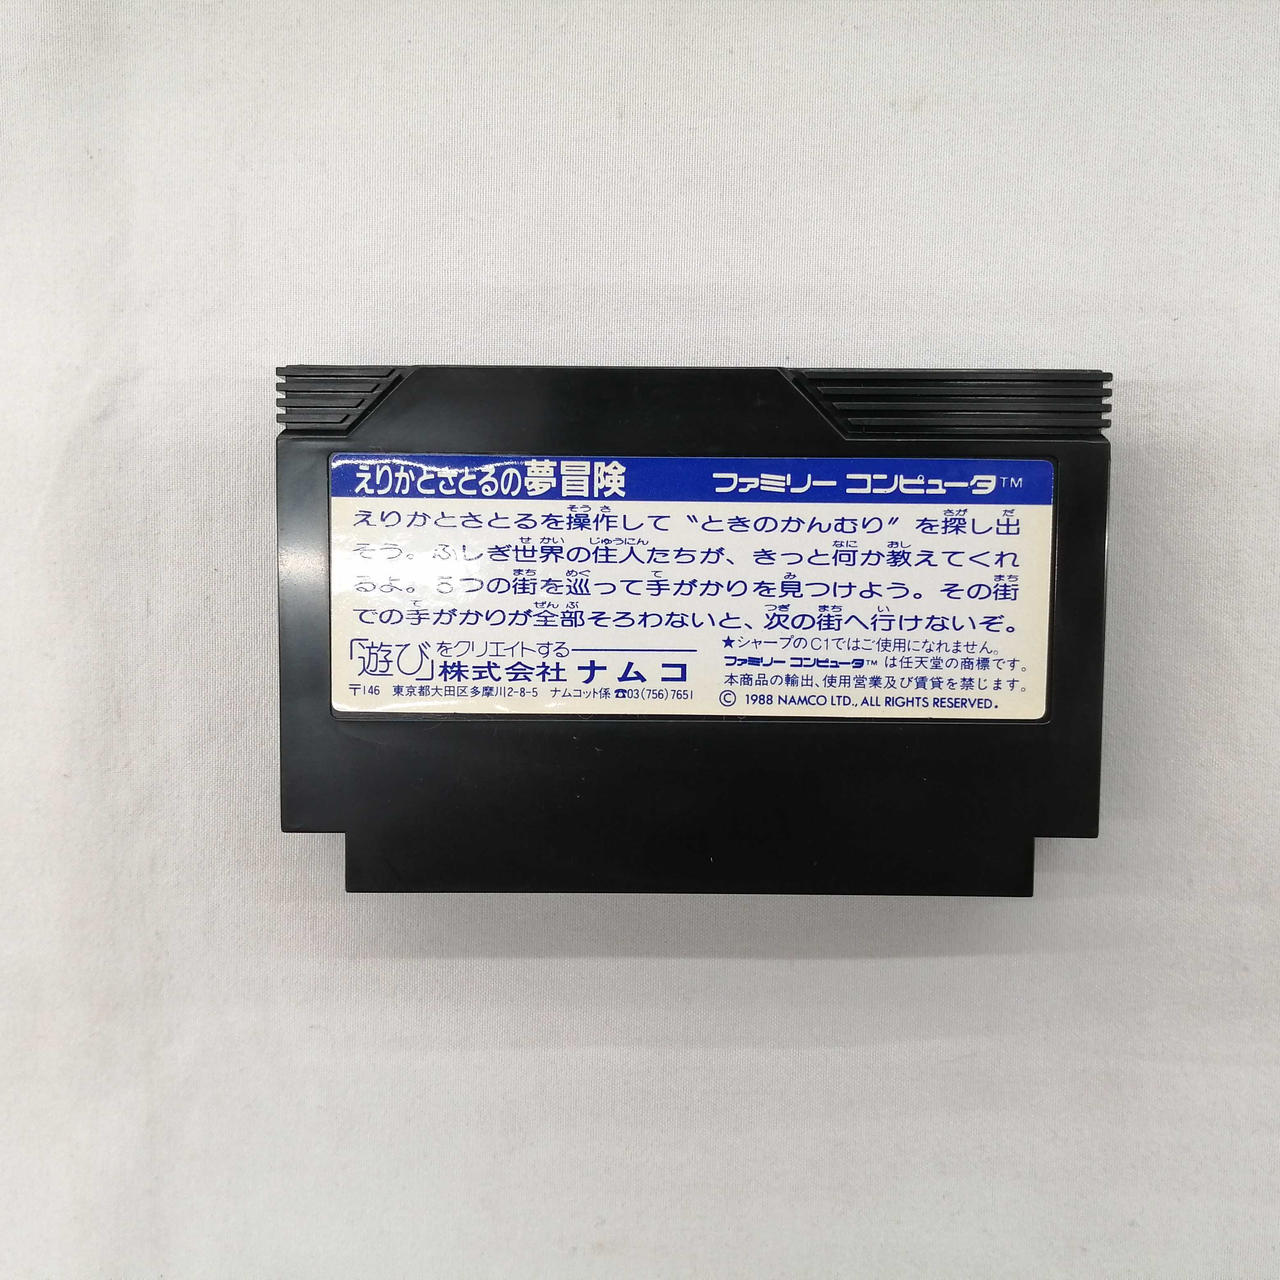 えりかとさとるの夢冒険 ファミリー コンピュータ™
えりかとさとるを操作して〝ときのかんむり〟を探し出
そう。ふしぎ世界の住人たちが、きっと何か教えてくれ
るよ。5つの街を巡って手がかりを見つけよう。その街
での手がかりが全部そろわないと、次の街へ行けないぞ。
「遊び」をクリエイトする
株式会社 ナムコ
〒146 東京都大田区多摩川2-8-5 ナムコット係 ☎03(756)7651
★シャープのC1ではご使用になれません。
ファミリー コンピュータ™ は任天堂の商標です。
本商品の輸出、使用営業及び賃貸を禁じます。
© 1988 NAMCO LTD., ALL RIGHTS RESERVED.